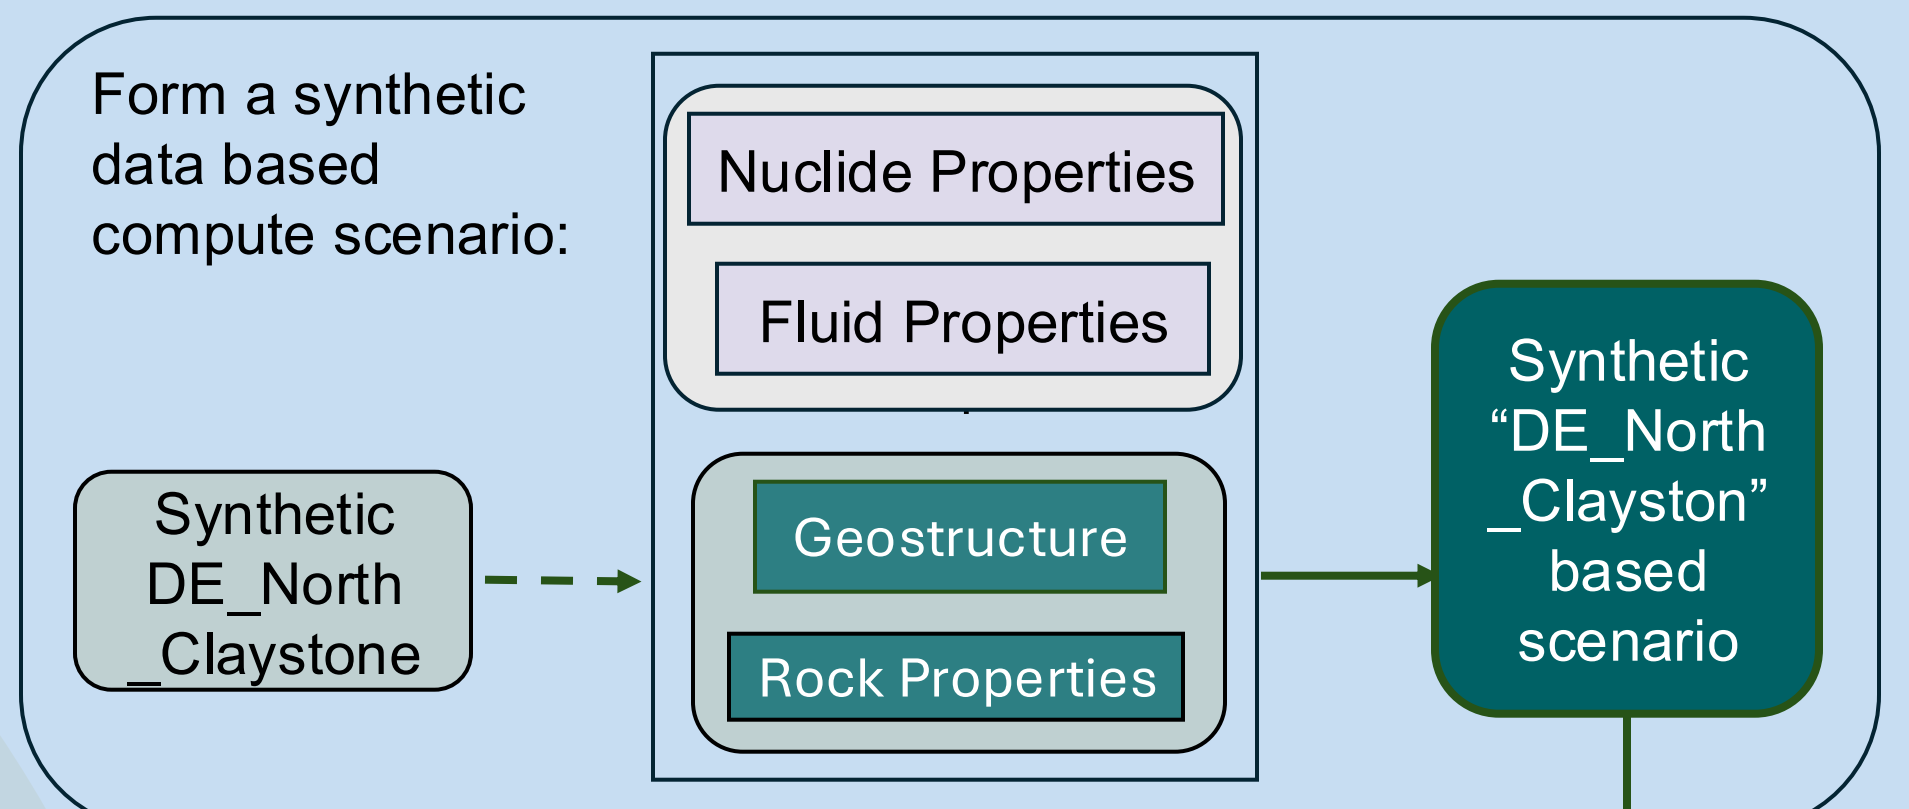 Form a synthetic
data based
compute scenario:
Nuclide Properties
Fluid Properties
Synthetic
DE_North
_Claystone
Geostructure
Rock Properties
Synthetic
“DE_North
_Clayston”
based
scenario